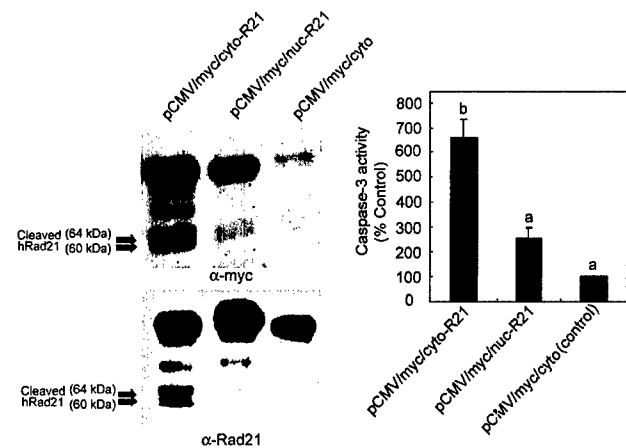 pCMV/myc/cyto-R21
pCMV/myc/nuc-R21
pCMV/myc/cyto
Cleaved (64 kDa)
hRad21 (60 kDa)
α-myc
Cleaved (64 kDa)
hRad21 (60 kDa)
α-Rad21
Caspase-3 activity
(% Control)
800
700
600
500
400
300
200
100
0
b
a
a
pCMV/myc/cyto-R21
pCMV/myc/nuc-R21
pCMV/myc/cyto (control)